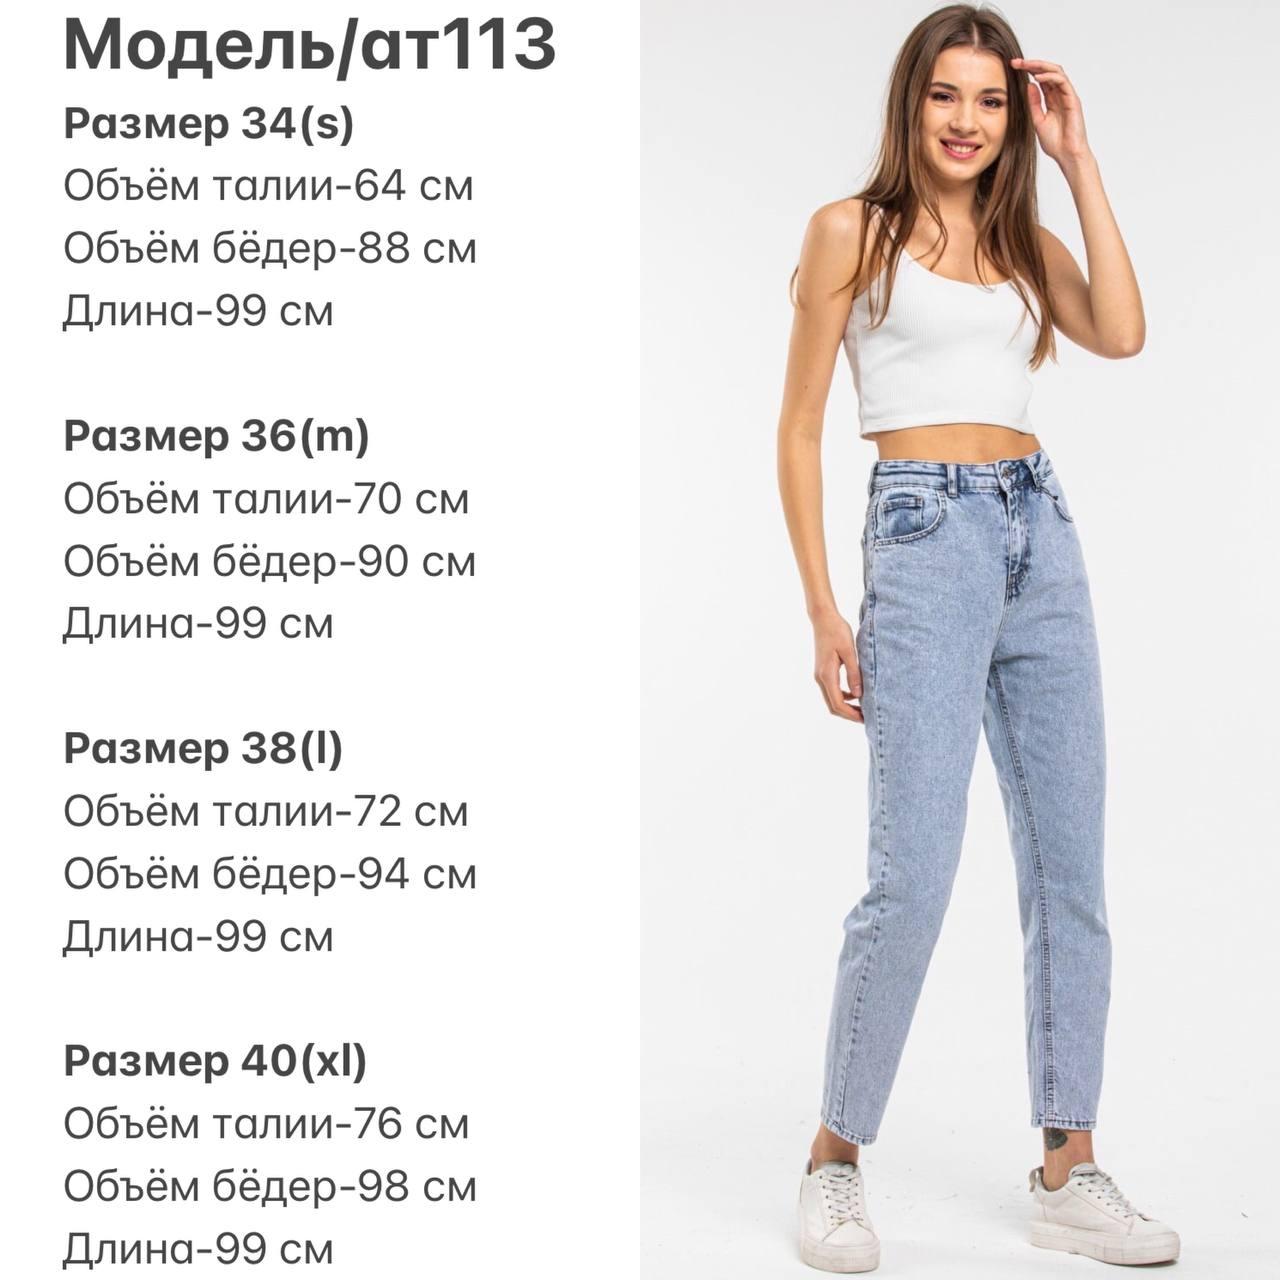 Модель/ат113
Размер 34(s)
Объём талии-64 см
Объём бёдер-88 см
Длина-99 см
Размер 36(m)
Объём талии-70 см
Объём бёдер-90 см
Длина-99 см
Размер 38(l)
Объём талии-72 см
Объём бёдер-94 см
Длина-99 см
Размер 40(xl)
Объём талии-76 см
Объём бёдер-98 см
Длина-99 см